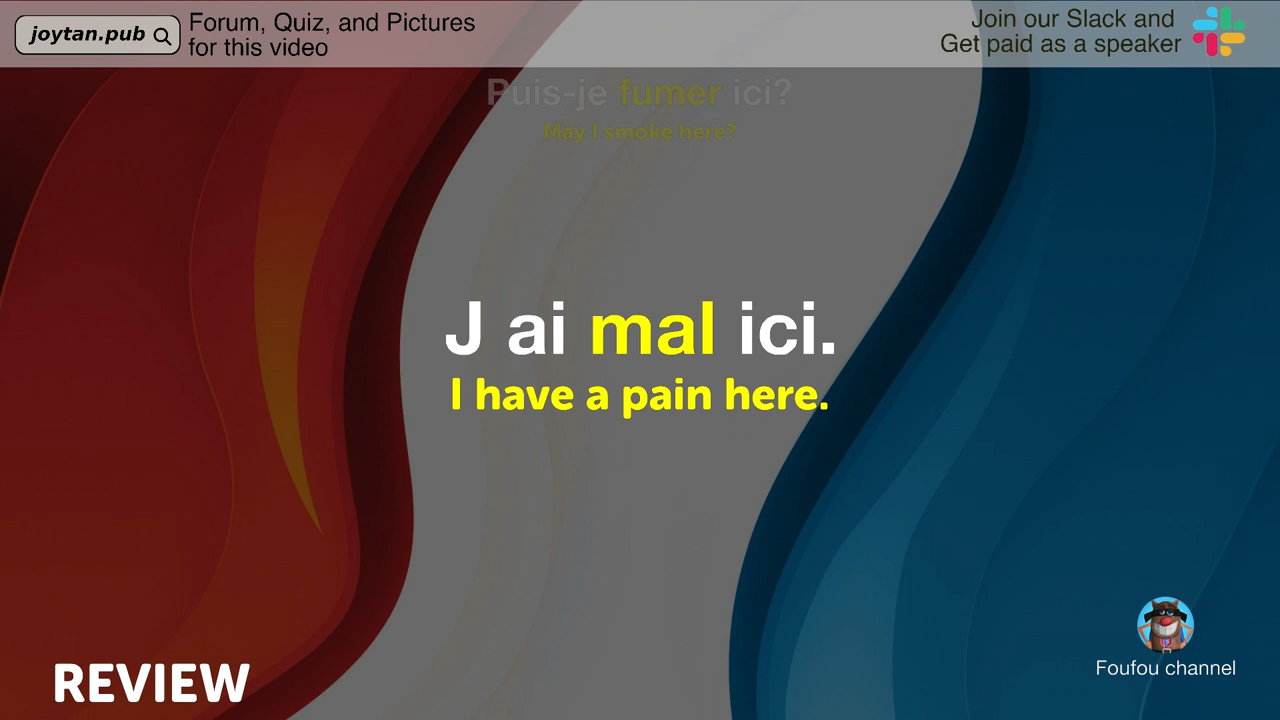 joytan.pub
Forum, Quiz, and Pictures
for this video
Join our Slack and
Get paid as a speaker
Puis-je fumer ici?
May I smoke here?
J ai mal ici.
I have a pain here.
REVIEW
Foufou channel